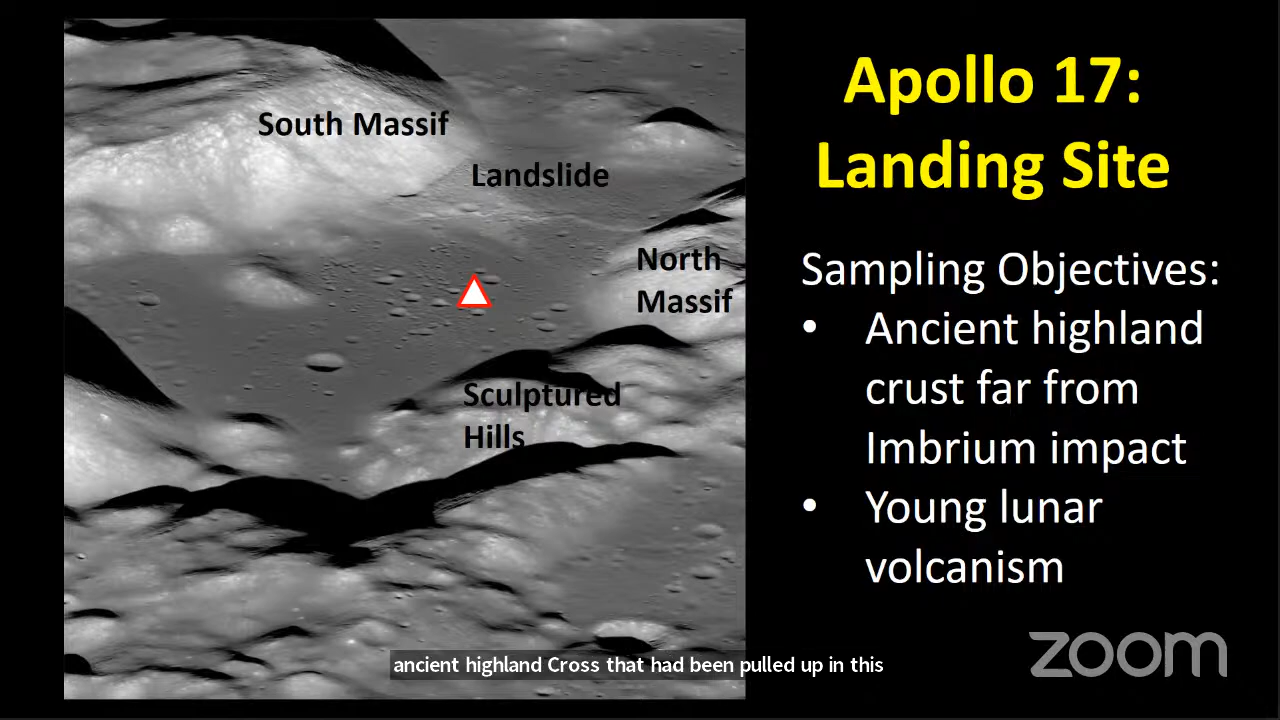 South Massif
Landslide
North
Massif
Sculptured
Hills
Apollo 17:
Landing Site
Sampling Objectives:
• Ancient highland
crust far from
Imbrium impact
• Young lunar
volcanism
ancient highland Cross that had been pulled up in this
zoom